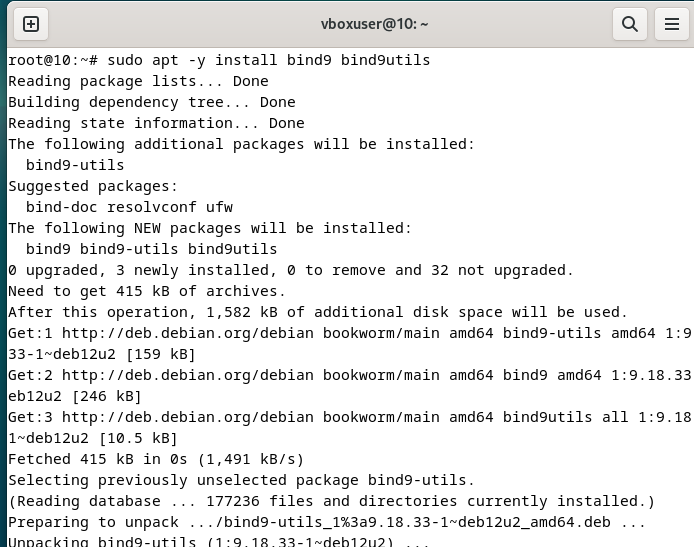 vboxuser@10: ~
root@10:~# sudo apt -y install bind9 bind9utils
Reading package lists... Done
Building dependency tree... Done
Reading state information... Done
The following additional packages will be installed:
  bind9-utils
Suggested packages:
  bind-doc resolvconf ufw
The following NEW packages will be installed:
  bind9 bind9-utils bind9utils
0 upgraded, 3 newly installed, 0 to remove and 32 not upgraded.
Need to get 415 kB of archives.
After this operation, 1,582 kB of additional disk space will be used.
Get:1 http://deb.debian.org/debian bookworm/main amd64 bind9-utils amd64 1:9
33-1~deb12u2 [159 kB]
Get:2 http://deb.debian.org/debian bookworm/main amd64 bind9 amd64 1:9.18.33
eb12u2 [246 kB]
Get:3 http://deb.debian.org/debian bookworm/main amd64 bind9utils all 1:9.18
1~deb12u2 [10.5 kB]
Fetched 415 kB in 0s (1,491 kB/s)
Selecting previously unselected package bind9-utils.
(Reading database ... 177236 files and directories currently installed.)
Preparing to unpack .../bind9-utils_1%3a9.18.33-1~deb12u2_amd64.deb ...
Unpacking bind9-utils (1:9.18.33-1~deb12u2) ...